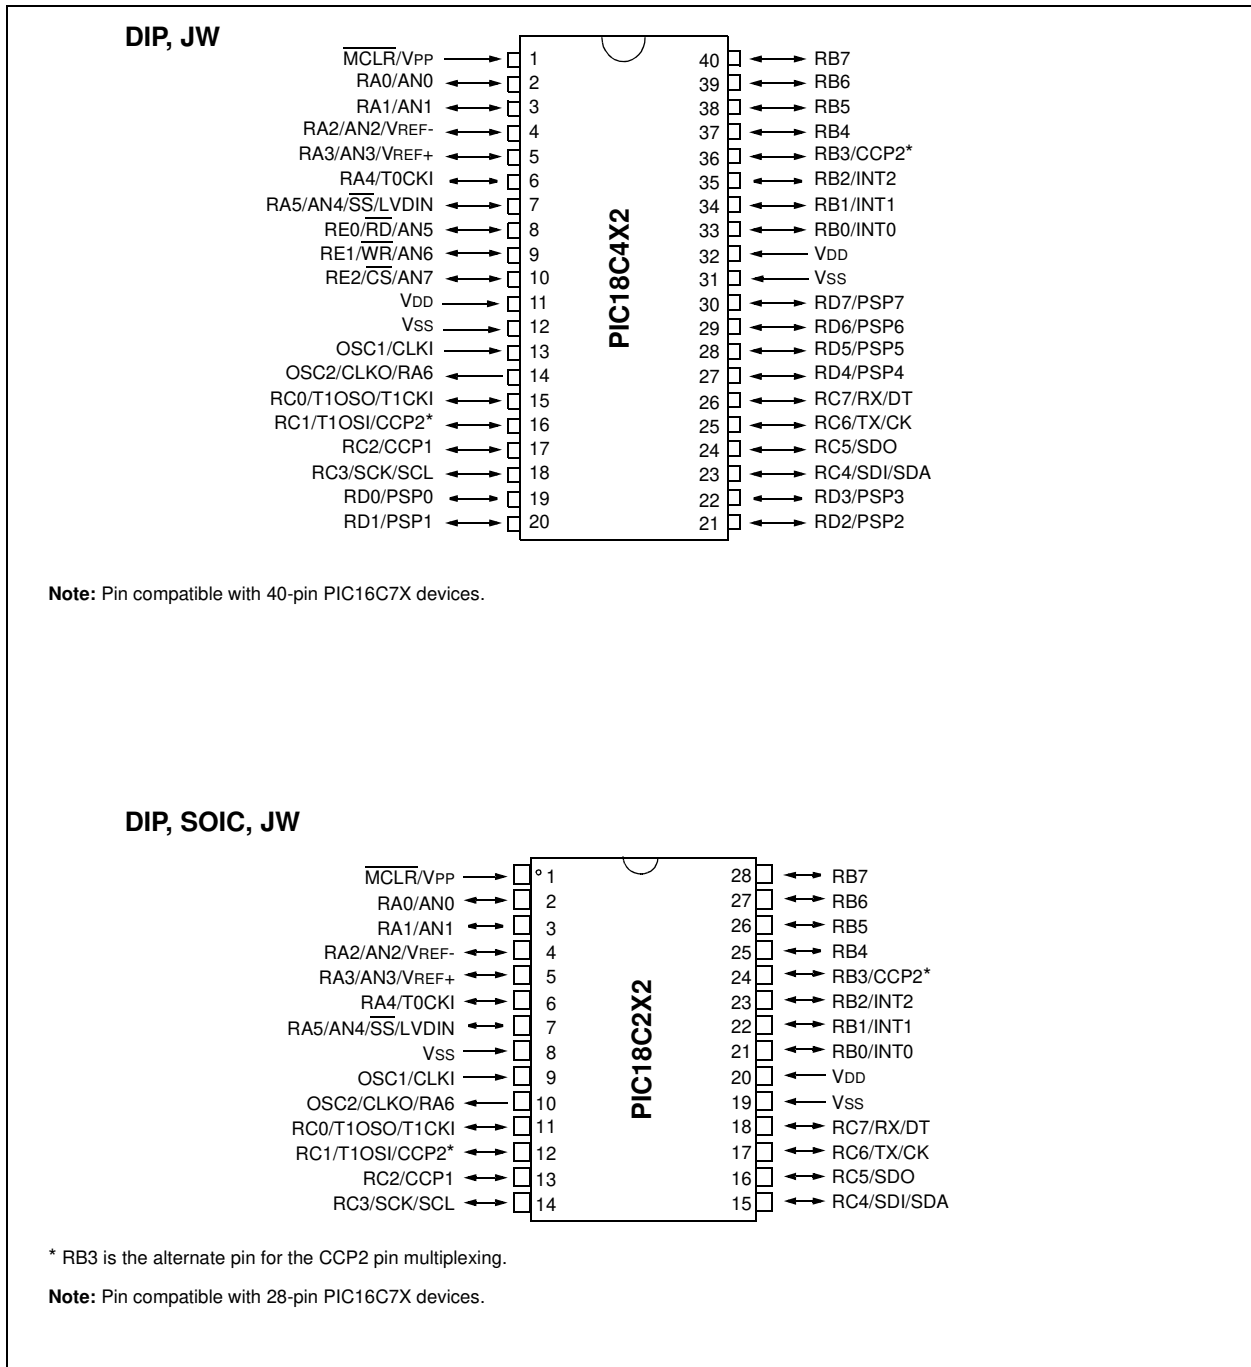 DIP, JW
MCLR/VPP 1 40 RB7
RA0/AN0 2 39 RB6
RA1/AN1 3 38 RB5
RA2/AN2/VREF- 4 37 RB4
RA3/AN3/VREF+ 5 36 RB3/CCP2*
RA4/T0CKI 6 35 RB2/INT2
RA5/AN4/SS/LVDIN 7 34 RB1/INT1
RE0/RD/AN5 8 33 RB0/INT0
RE1/WR/AN6 9 32 VDD
RE2/CS/AN7 10 31 VSS
VDD 11 30 RD7/PSP7
VSS 12 29 RD6/PSP6
OSC1/CLKI 13 28 RD5/PSP5
OSC2/CLKO/RA6 14 27 RD4/PSP4
RC0/T1OSO/T1CKI 15 26 RC7/RX/DT
RC1/T1OSI/CCP2* 16 25 RC6/TX/CK
RC2/CCP1 17 24 RC5/SDO
RC3/SCK/SCL 18 23 RC4/SDI/SDA
RD0/PSP0 19 22 RD3/PSP3
RD1/PSP1 20 21 RD2/PSP2
PIC18C4X2
Note: Pin compatible with 40-pin PIC16C7X devices.
DIP, SOIC, JW
MCLR/VPP 1 28 RB7
RA0/AN0 2 27 RB6
RA1/AN1 3 26 RB5
RA2/AN2/VREF- 4 25 RB4
RA3/AN3/VREF+ 5 24 RB3/CCP2*
RA4/T0CKI 6 23 RB2/INT2
RA5/AN4/SS/LVDIN 7 22 RB1/INT1
VSS 8 21 RB0/INT0
OSC1/CLKI 9 20 VDD
OSC2/CLKO/RA6 10 19 VSS
RC0/T1OSO/T1CKI 11 18 RC7/RX/DT
RC1/T1OSI/CCP2* 12 17 RC6/TX/CK
RC2/CCP1 13 16 RC5/SDO
RC3/SCK/SCL 14 15 RC4/SDI/SDA
PIC18C2X2
* RB3 is the alternate pin for the CCP2 pin multiplexing.
Note: Pin compatible with 28-pin PIC16C7X devices.